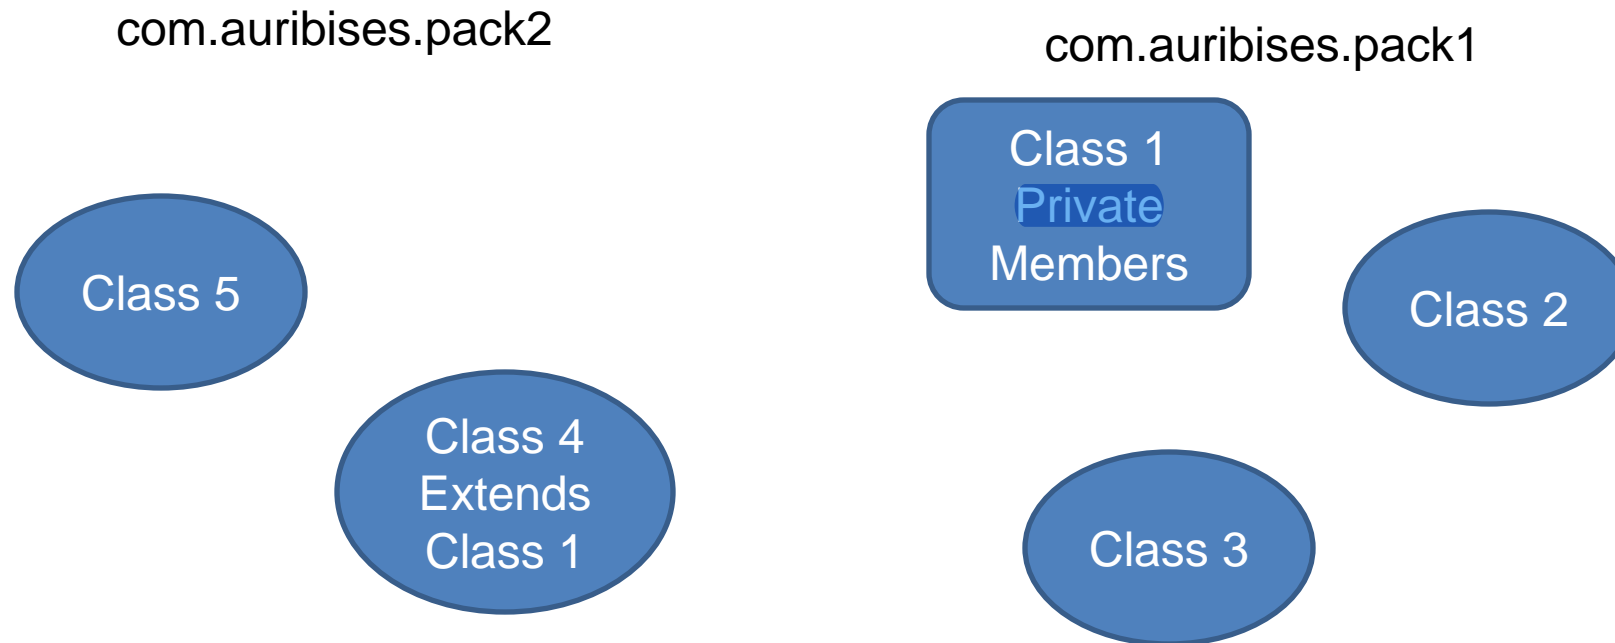 com.auribises.pack2
com.auribises.pack1
Class 1
Private
Members
Class 5
Class 2
Class 4
Extends
Class 1
Class 3